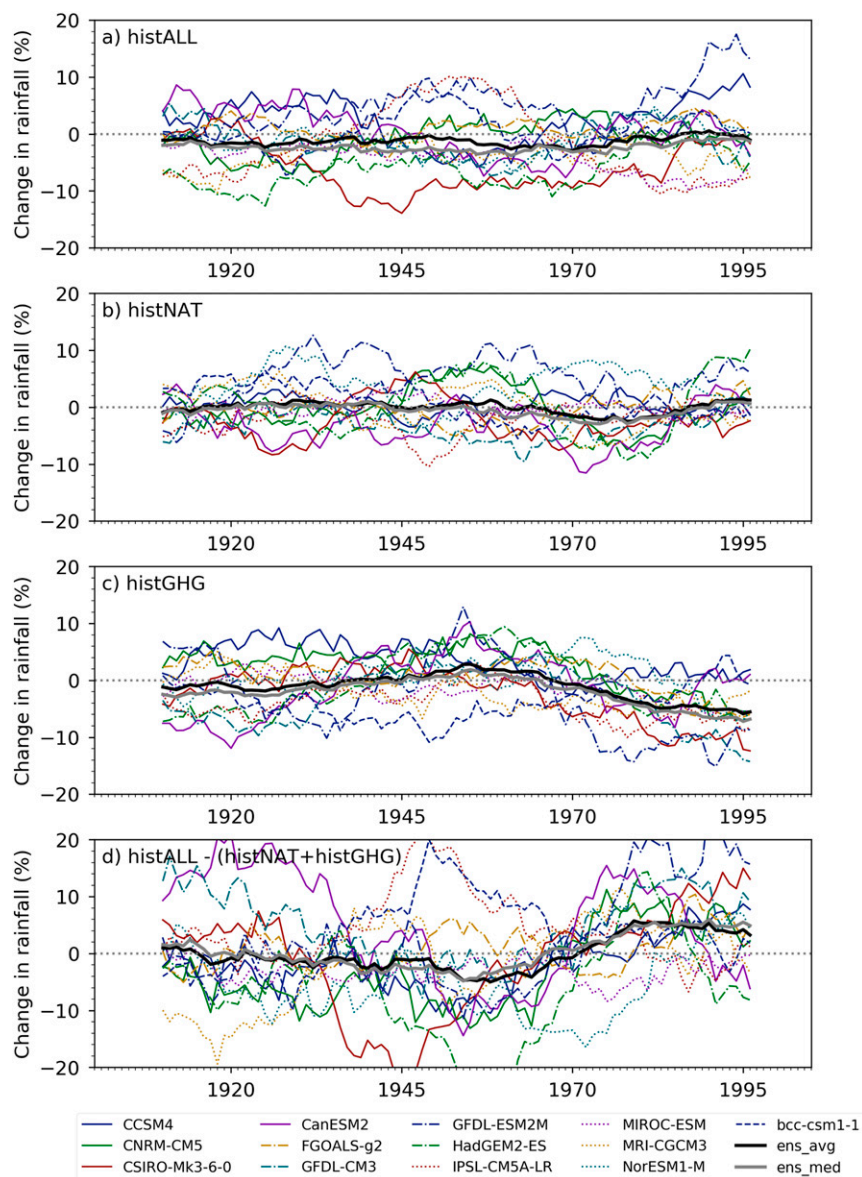 a) histALL
Change in rainfall (%)
20
10
0
−10
−20
1920 1945 1970 1995
b) histNAT
Change in rainfall (%)
20
10
0
−10
−20
1920 1945 1970 1995
c) histGHG
Change in rainfall (%)
20
10
0
−10
−20
1920 1945 1970 1995
d) histALL - (histNAT+histGHG)
Change in rainfall (%)
20
10
0
−10
−20
1920 1945 1970 1995
CCSM4 CanESM2 GFDL-ESM2M MIROC-ESM bcc-csm1-1
CNRM-CM5 FGOALS-g2 HadGEM2-ES MRI-CGCM3 ens_avg
CSIRO-Mk3-6-0 GFDL-CM3 IPSL-CM5A-LR NorESM1-M ens_med